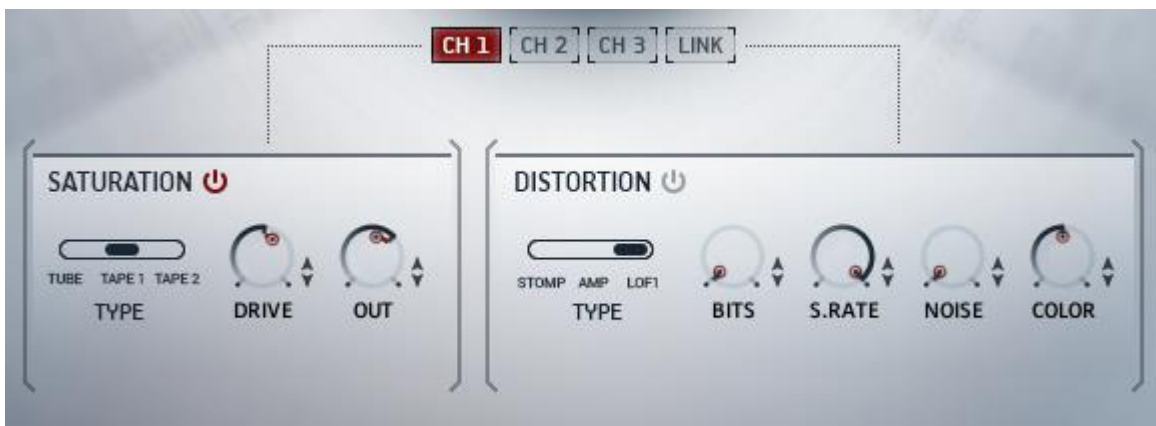 CH 1 CH 2 CH 3 LINK
SATURATION
TUBE TAPE 1 TAPE 2
TYPE DRIVE OUT
DISTORTION
STOMP AMP LOF1
TYPE BITS S.RATE NOISE COLOR